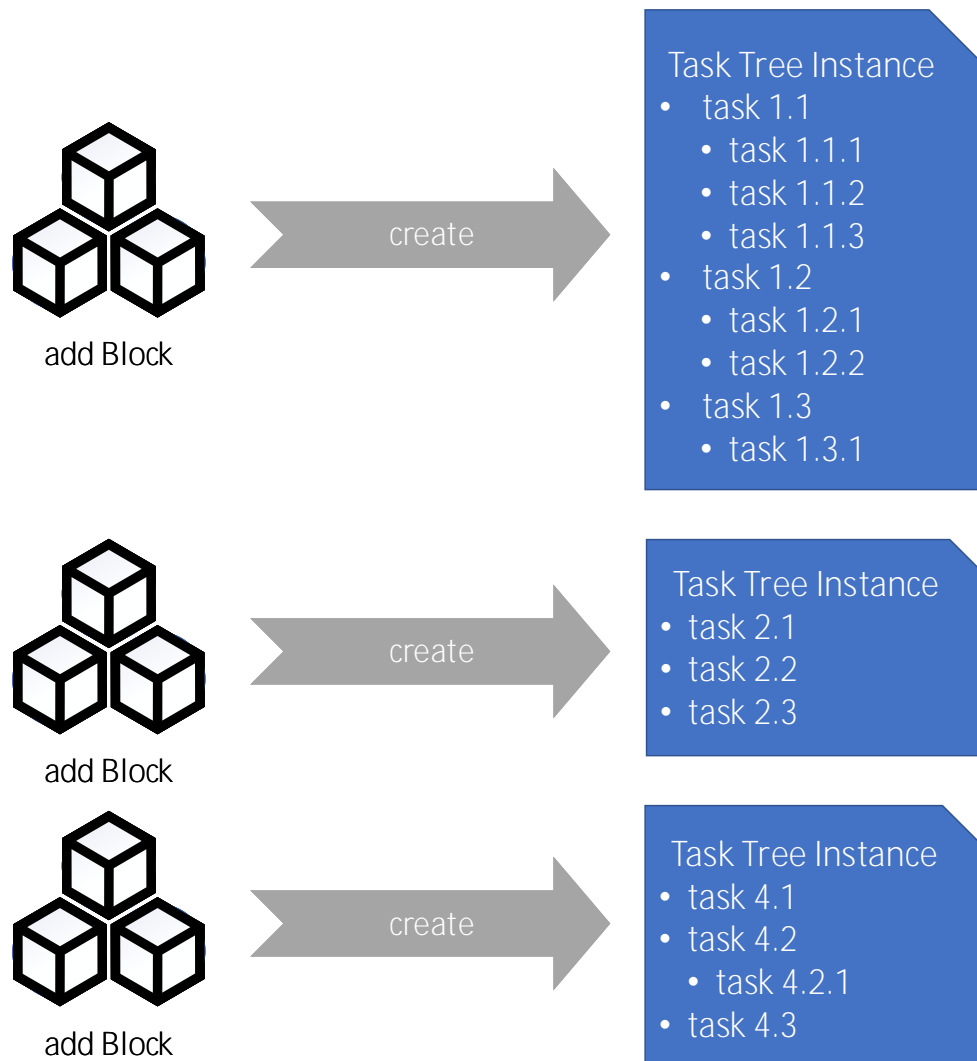 add Block
create
Task Tree Instance
• task 1.1
• task 1.1.1
• task 1.1.2
• task 1.1.3
• task 1.2
• task 1.2.1
• task 1.2.2
• task 1.3
• task 1.3.1
add Block
create
Task Tree Instance
• task 2.1
• task 2.2
• task 2.3
add Block
create
Task Tree Instance
• task 4.1
• task 4.2
• task 4.2.1
• task 4.3